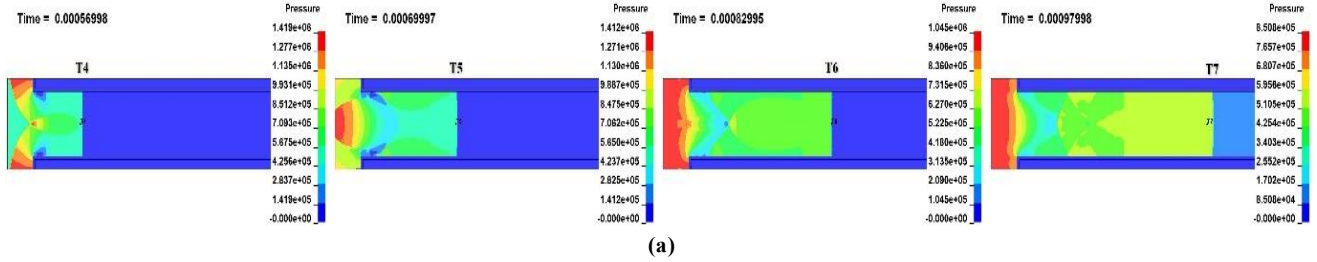 Time = 0.00056998
Pressure
1.419e+06
1.277e+06
1.135e+06
9.931e+05
8.512e+05
7.093e+05
5.675e+05
4.256e+05
2.837e+05
1.419e+05
-0.000e+00
T4
Time = 0.00069997
Pressure
1.412e+06
1.271e+06
1.130e+06
9.887e+05
8.475e+05
7.062e+05
5.650e+05
4.237e+05
2.825e+05
1.412e+05
-0.000e+00
T5
Time = 0.00082995
Pressure
1.045e+06
9.406e+05
8.360e+05
7.315e+05
6.270e+05
5.225e+05
4.180e+05
3.135e+05
2.090e+05
1.045e+05
-0.000e+00
T6
Time = 0.00097998
Pressure
8.508e+05
7.657e+05
6.807e+05
5.956e+05
5.105e+05
4.254e+05
3.403e+05
2.552e+05
1.702e+05
8.508e+04
-0.000e+00
T7
(a)